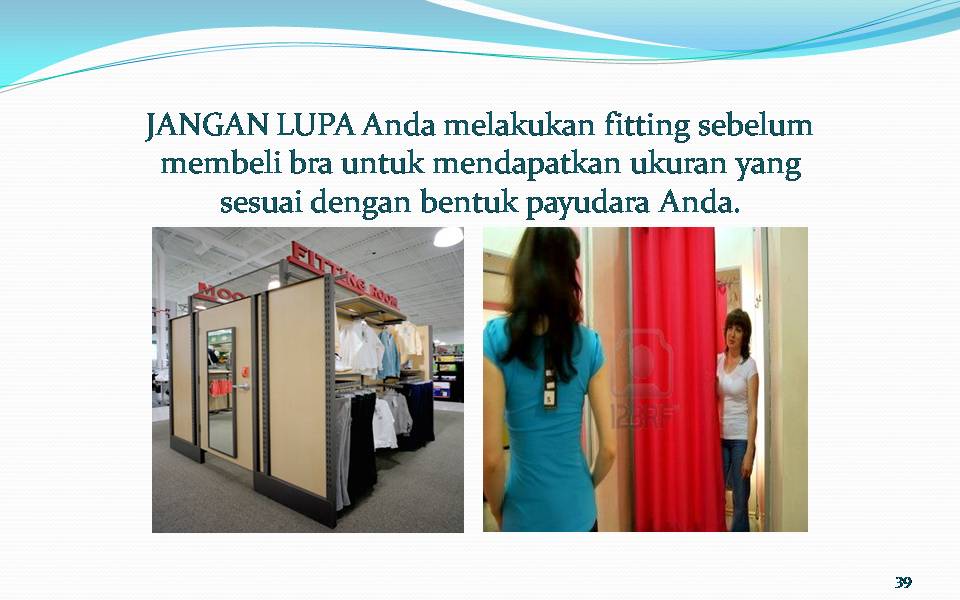 JANGAN LUPA Anda melakukan fitting sebelum
membeli bra untuk mendapatkan ukuran yang
sesuai dengan bentuk payudara Anda.
FITTING ROOM
123RF
39